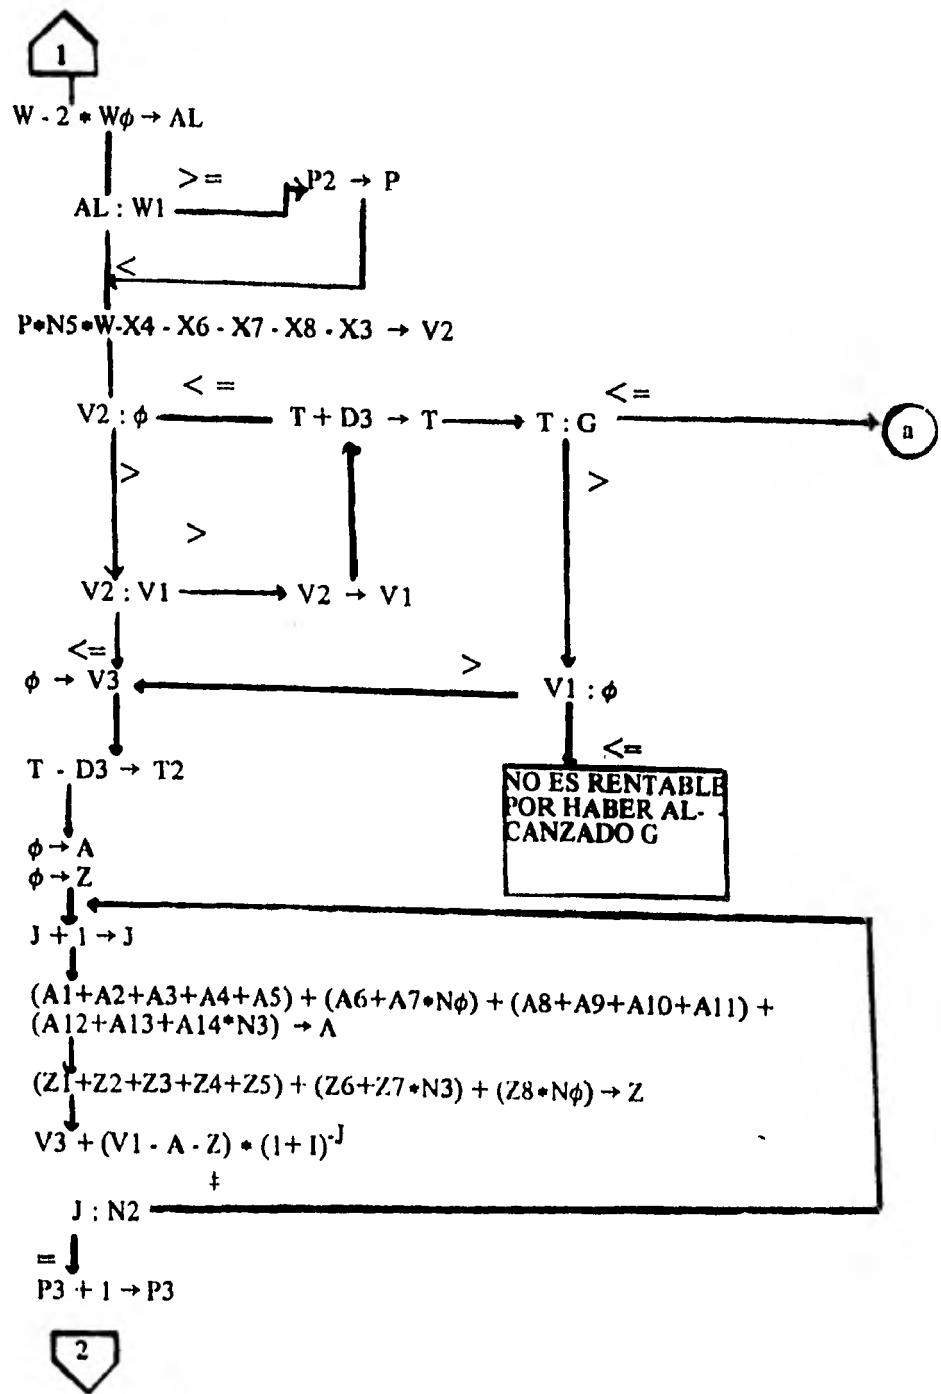 1
W - 2 * Wϕ → AL
>=
P2 → P
AL : W1
<
P*N5*W-X4 - X6 - X7 - X8 - X3 → V2
<=
<=
V2 : ϕ
T + D3 → T
T : G
a
>
>
>
V2 : V1
V2 → V1
<=
>
ϕ → V3
V1 : ϕ
<=
T - D3 → T2
NO ES RENTABLE
POR HABER AL-
CANZADO G
ϕ → A
ϕ → Z
J + 1 → J
(A1+A2+A3+A4+A5) + (A6+A7*Nϕ) + (A8+A9+A10+A11) +
(A12+A13+A14*N3) → A
(Z1+Z2+Z3+Z4+Z5) + (Z6+Z7*N3) + (Z8*Nϕ) → Z
V3 + (V1 - A - Z) * (1+I)^-J
‡
J : N2
=
P3 + 1 → P3
2